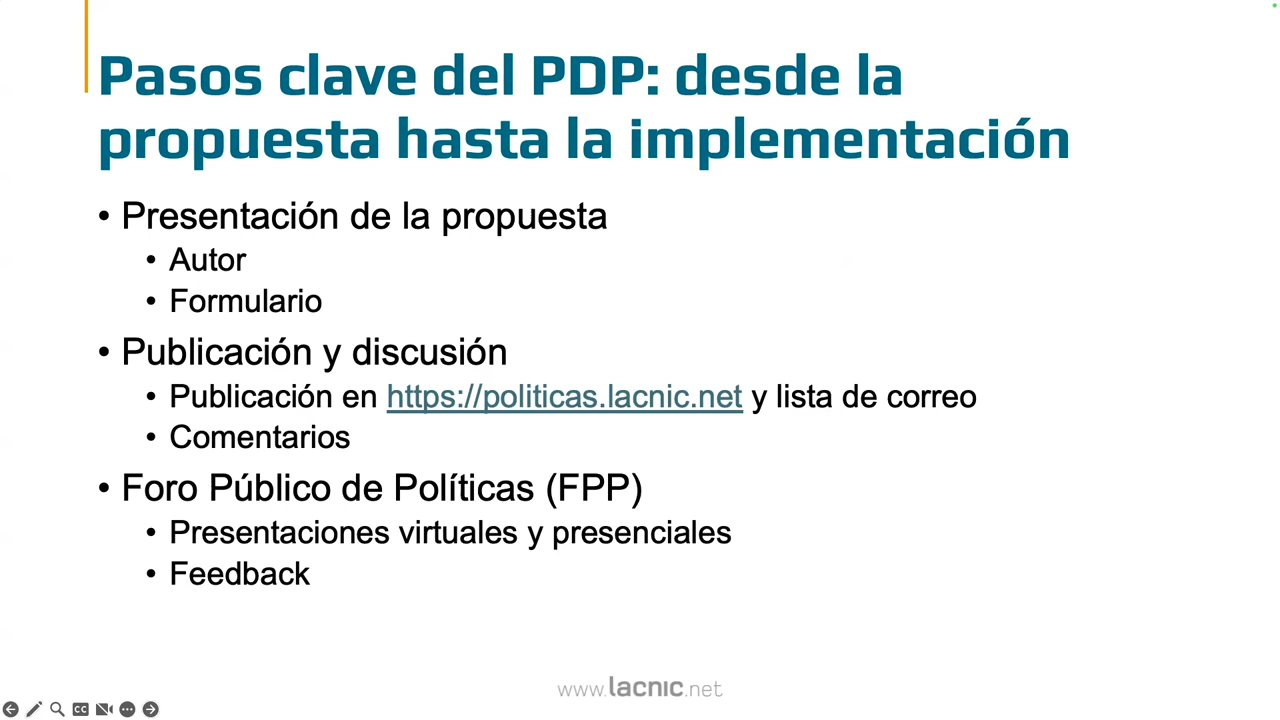 Pasos clave del PDP: desde la
propuesta hasta la implementación
• Presentación de la propuesta
• Autor
• Formulario
• Publicación y discusión
• Publicación en https://politicas.lacnic.net y lista de correo
• Comentarios
• Foro Público de Políticas (FPP)
• Presentaciones virtuales y presenciales
• Feedback
www.lacnic.net
CC